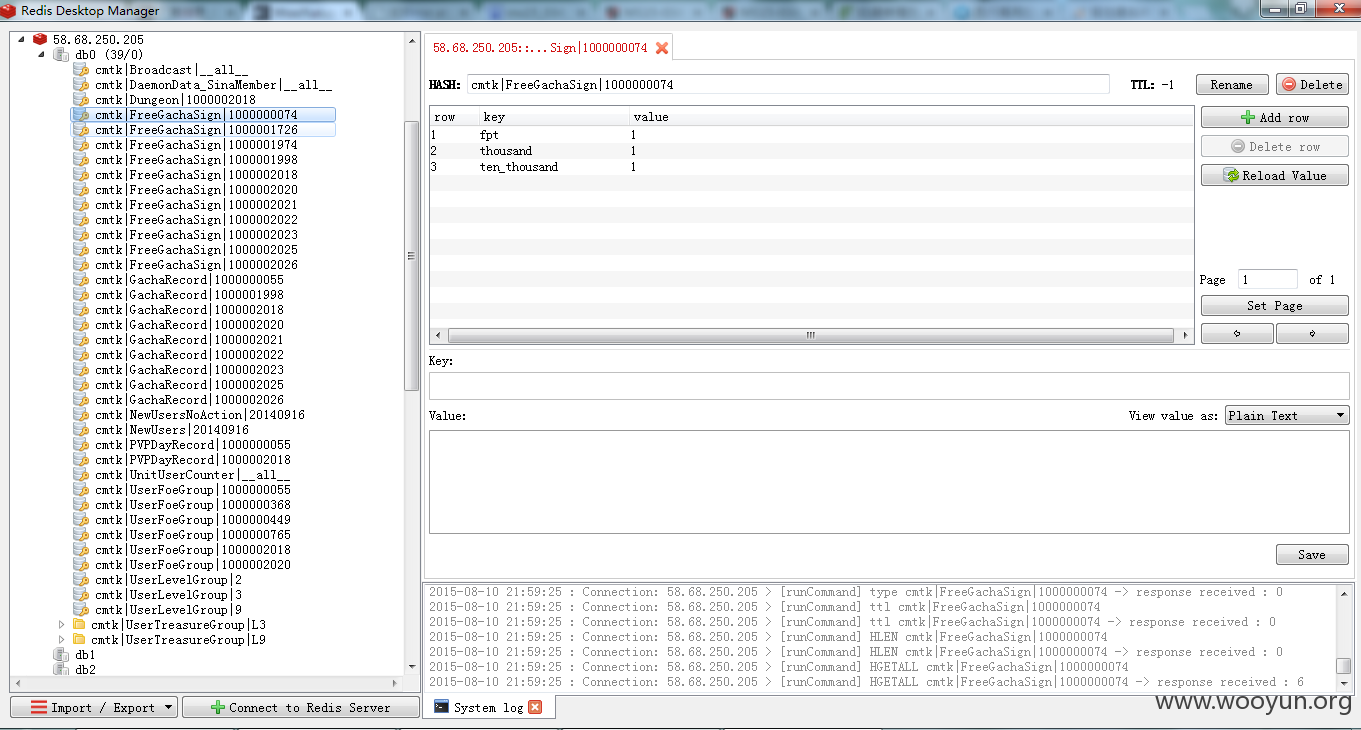 Redis Desktop Manager
58.68.250.205
db0 (39/0)
cmtk|Broadcast|__all__
cmtk|DaemonData_SinaMember|__all__
cmtk|Dungeon|1000002018
cmtk|FreeGachaSign|1000000074
cmtk|FreeGachaSign|1000001726
cmtk|FreeGachaSign|1000001974
cmtk|FreeGachaSign|1000001998
cmtk|FreeGachaSign|1000002018
cmtk|FreeGachaSign|1000002020
cmtk|FreeGachaSign|1000002021
cmtk|FreeGachaSign|1000002022
cmtk|FreeGachaSign|1000002023
cmtk|FreeGachaSign|1000002025
cmtk|FreeGachaSign|1000002026
cmtk|GachaRecord|1000000055
cmtk|GachaRecord|1000001998
cmtk|GachaRecord|1000002018
cmtk|GachaRecord|1000002020
cmtk|GachaRecord|1000002021
cmtk|GachaRecord|1000002022
cmtk|GachaRecord|1000002023
cmtk|GachaRecord|1000002025
cmtk|GachaRecord|1000002026
cmtk|NewUsersNoAction|20140916
cmtk|NewUsers|20140916
cmtk|PVPDayRecord|1000000055
cmtk|PVPDayRecord|1000002018
cmtk|UnitUserCounter|__all__
cmtk|UserFoeGroup|1000000055
cmtk|UserFoeGroup|1000000368
cmtk|UserFoeGroup|1000000449
cmtk|UserFoeGroup|1000000765
cmtk|UserFoeGroup|1000002018
cmtk|UserFoeGroup|1000002020
cmtk|UserLevelGroup|2
cmtk|UserLevelGroup|3
cmtk|UserLevelGroup|9
cmtk|UserTreasureGroup|L3
cmtk|UserTreasureGroup|L9
db1
db2
Import / Export
Connect to Redis Server
58.68.250.205::...Sign|1000000074
HASH: cmtk|FreeGachaSign|1000000074 TTL: -1 Rename Delete
row key value
1 fpt 1
2 thousand 1
3 ten_thousand 1
Add row
Delete row
Reload Value
Page 1 of 1
Set Page
Key:
Value:
View value as: Plain Text
Save
2015-08-10 21:59:25 : Connection: 58.68.250.205 > [runCommand] type cmtk|FreeGachaSign|1000000074 -> response received : 0
2015-08-10 21:59:25 : Connection: 58.68.250.205 > [runCommand] ttl cmtk|FreeGachaSign|1000000074
2015-08-10 21:59:25 : Connection: 58.68.250.205 > [runCommand] ttl cmtk|FreeGachaSign|1000000074 -> response received : 0
2015-08-10 21:59:25 : Connection: 58.68.250.205 > [runCommand] HLEN cmtk|FreeGachaSign|1000000074
2015-08-10 21:59:25 : Connection: 58.68.250.205 > [runCommand] HLEN cmtk|FreeGachaSign|1000000074 -> response received : 0
2015-08-10 21:59:25 : Connection: 58.68.250.205 > [runCommand] HGETALL cmtk|FreeGachaSign|1000000074
2015-08-10 21:59:25 : Connection: 58.68.250.205 > [runCommand] HGETALL cmtk|FreeGachaSign|1000000074 -> response received : 6
System log
www.wooyun.org